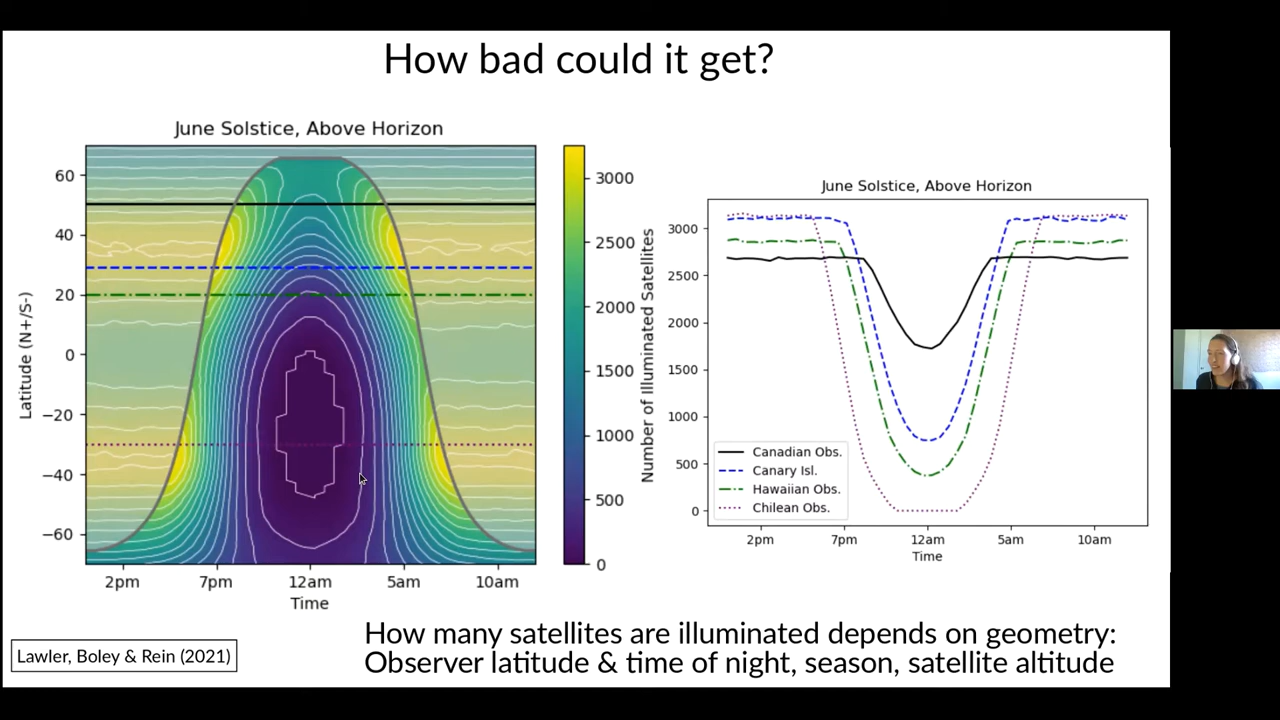 How bad could it get?
June Solstice, Above Horizon
60
40
20
0
−20
−40
−60
Latitude (N+/S-)
2pm 7pm 12am 5am 10am
Time
3000
2500
2000
1500
1000
500
0
Number of Illuminated Satellites
June Solstice, Above Horizon
3000
2500
2000
1500
1000
500
0
Canadian Obs.
Canary Isl.
Hawaiian Obs.
Chilean Obs.
2pm 7pm 12am 5am 10am
Time
Lawler, Boley & Rein (2021)
How many satellites are illuminated depends on geometry:
Observer latitude & time of night, season, satellite altitude